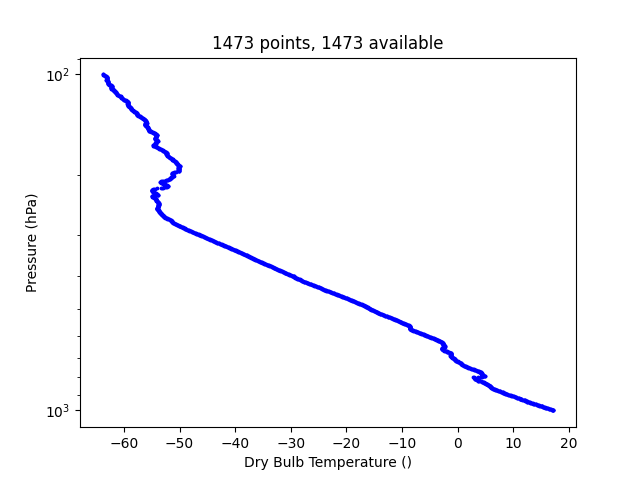 1473 points, 1473 available
10²
10³
Pressure (hPa)
−60 −50 −40 −30 −20 −10 0 10 20
Dry Bulb Temperature ()